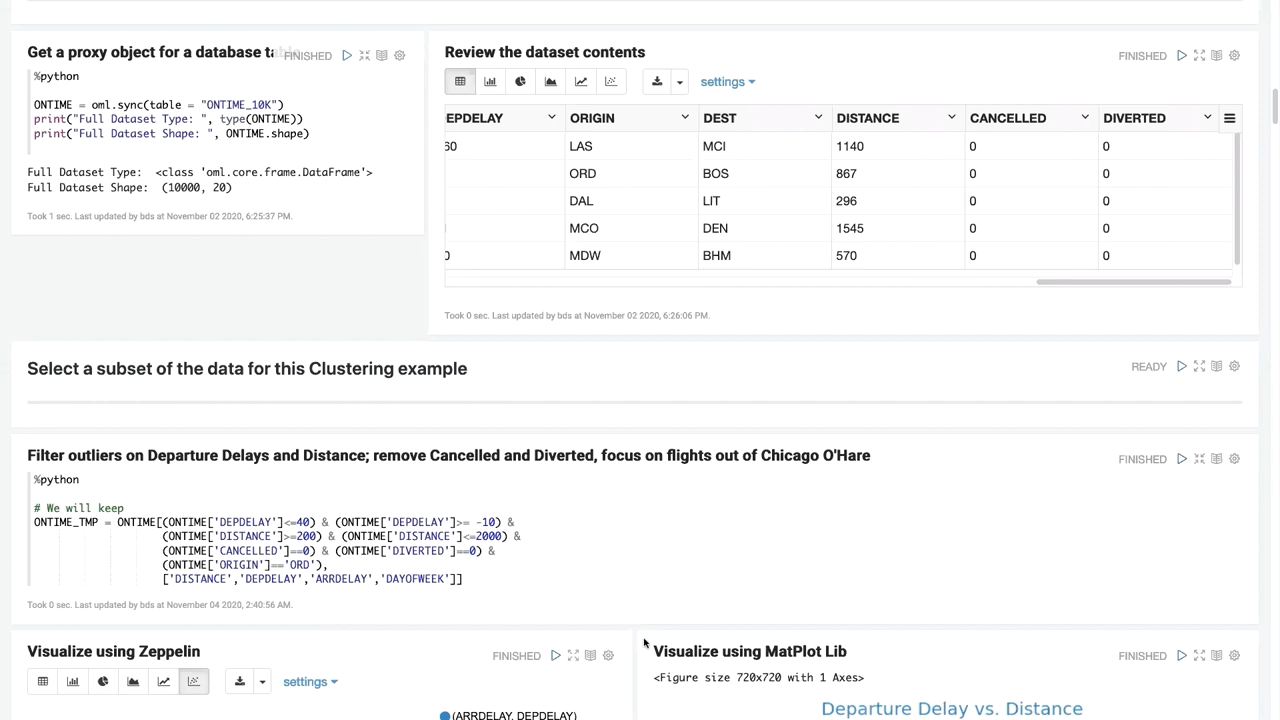 Get a proxy object for a database ta
FINISHED
%python
ONTIME = oml.sync(table = "ONTIME_10K")
print("Full Dataset Type: ", type(ONTIME))
print("Full Dataset Shape: ", ONTIME.shape)
Full Dataset Type:  <class 'oml.core.frame.DataFrame'>
Full Dataset Shape:  (10000, 20)
Took 1 sec. Last updated by bds at November 02 2020, 6:25:37 PM.
Review the dataset contents
FINISHED
settings
EPDELAY ORIGIN DEST DISTANCE CANCELLED DIVERTED
60 LAS MCI 1140 0 0
ORD BOS 867 0 0
DAL LIT 296 0 0
MCO DEN 1545 0 0
0 MDW BHM 570 0 0
Took 0 sec. Last updated by bds at November 02 2020, 6:26:06 PM.
Select a subset of the data for this Clustering example
READY
Filter outliers on Departure Delays and Distance; remove Cancelled and Diverted, focus on flights out of Chicago O'Hare
FINISHED
%python
# We will keep
ONTIME_TMP = ONTIME[(ONTIME['DEPDELAY']<=40) & (ONTIME['DEPDELAY']>= -10) &
(ONTIME['DISTANCE']>=200) & (ONTIME['DISTANCE']<=2000) &
(ONTIME['CANCELLED']==0) & (ONTIME['DIVERTED']==0) &
(ONTIME['ORIGIN']=='ORD'),
['DISTANCE','DEPDELAY','ARRDELAY','DAYOFWEEK']]
Took 0 sec. Last updated by bds at November 04 2020, 2:40:56 AM.
Visualize using Zeppelin
FINISHED
settings
(ARRDELAY, DEPDELAY)
Visualize using MatPlot Lib
FINISHED
<Figure size 720x720 with 1 Axes>
Departure Delay vs. Distance